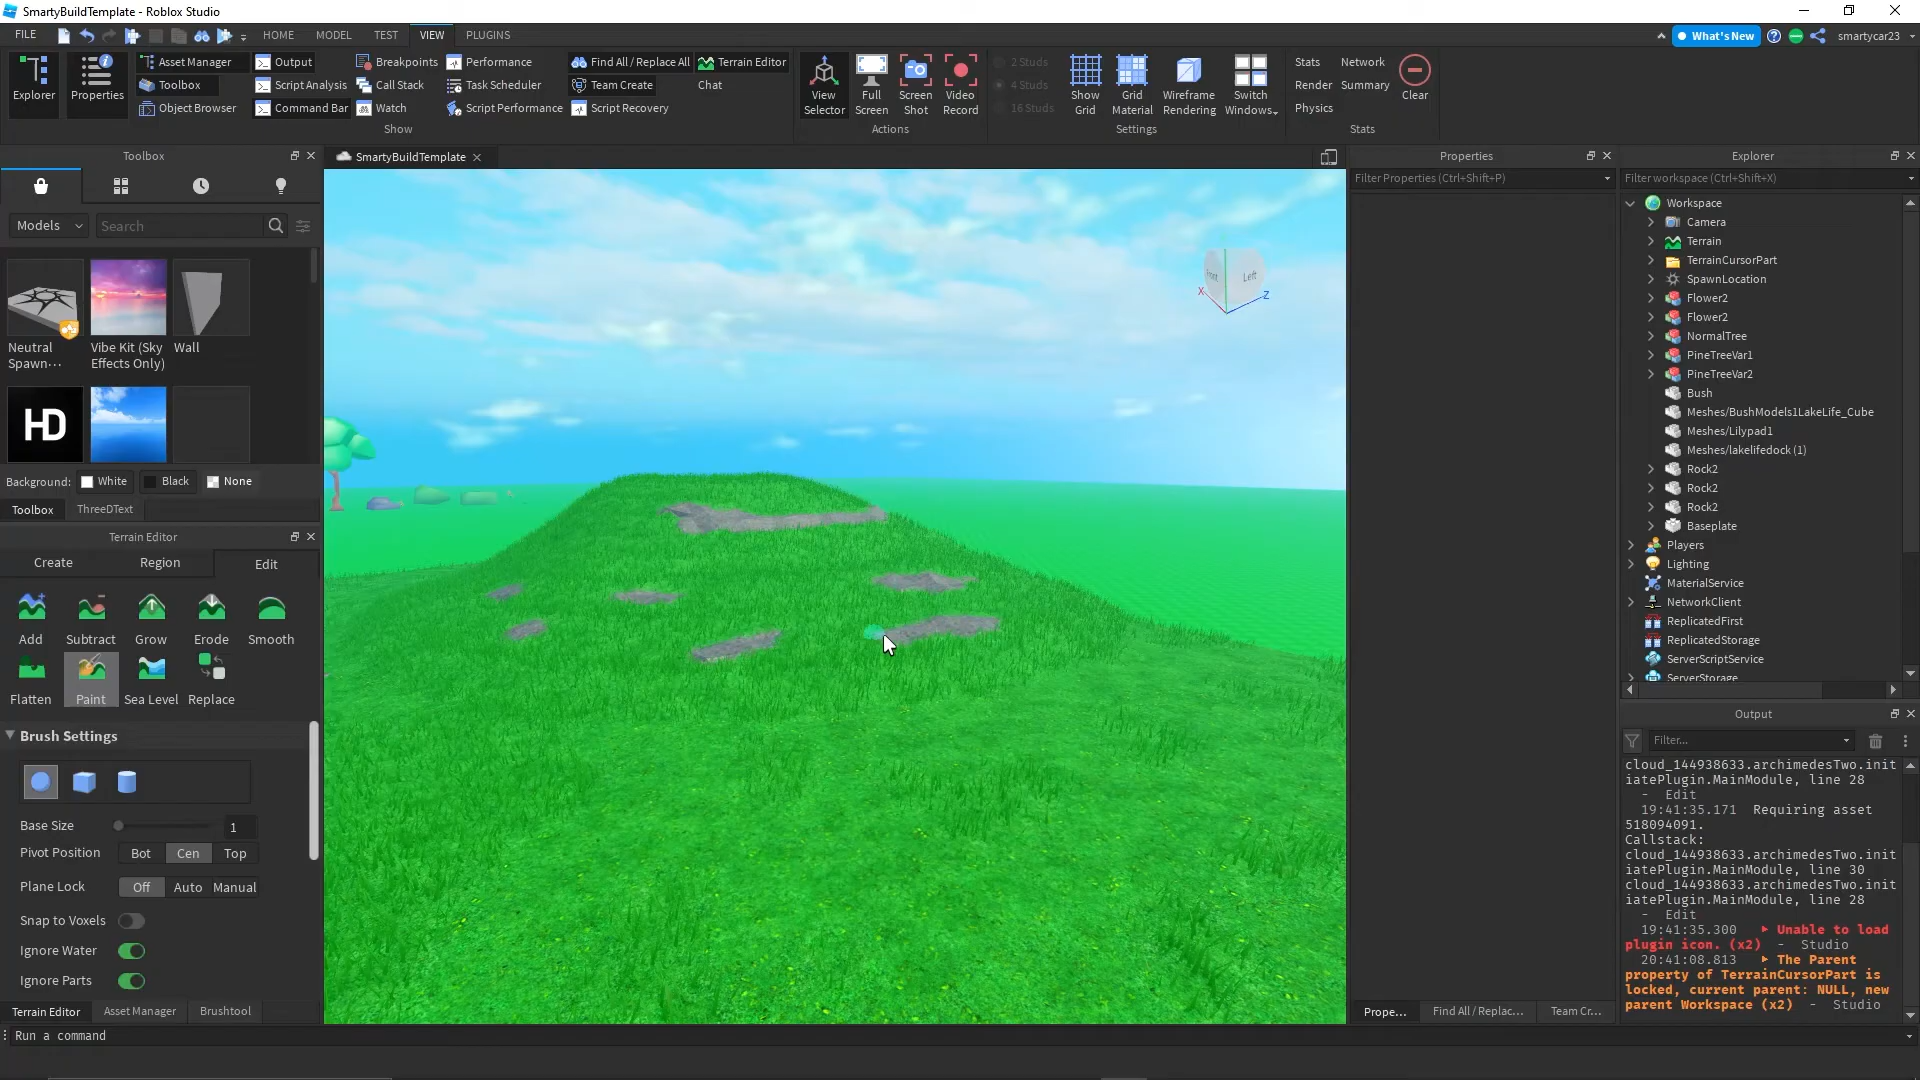 SmartyBuildTemplate - Roblox Studio
FILE
HOME
MODEL
TEST
VIEW
PLUGINS
What's New
smartycar23
Explorer
Properties
Asset Manager
Toolbox
Object Browser
Output
Script Analysis
Command Bar
Breakpoints
Call Stack
Watch
Performance
Task Scheduler
Script Performance
Find All / Replace All
Team Create
Script Recovery
Terrain Editor
Chat
Show
View
Selector
Full
Screen
Screen
Shot
Video
Record
Actions
2 Studs
4 Studs
16 Studs
Show
Grid
Grid
Material
Wireframe
Rendering
Switch
Windows
Settings
Stats
Render
Physics
Network
Summary
Clear
Stats
Toolbox
Models
Search
Neutral
Spawn···
Vibe Kit (Sky
Effects Only)
Wall
HD
Background:
White
Black
None
Toolbox
ThreeDText
Terrain Editor
Create
Region
Edit
Add
Subtract
Grow
Erode
Smooth
Flatten
Paint
Sea Level
Replace
Brush Settings
Base Size
1
Pivot Position
Bot
Cen
Top
Plane Lock
Off
Auto
Manual
Snap to Voxels
Ignore Water
Ignore Parts
Terrain Editor
Asset Manager
Brushtool
Run a command
SmartyBuildTemplate
Front
Left
X
Z
Properties
Filter Properties (Ctrl+Shift+P)
Prope...
Find All / Replac...
Team Cr...
Explorer
Filter workspace (Ctrl+Shift+X)
Workspace
Camera
Terrain
TerrainCursorPart
SpawnLocation
Flower2
Flower2
NormalTree
PineTreeVar1
PineTreeVar2
Bush
Meshes/BushModels1LakeLife_Cube
Meshes/Lilypad1
Meshes/lakelifedock (1)
Rock2
Rock2
Rock2
Baseplate
Players
Lighting
MaterialService
NetworkClient
ReplicatedFirst
ReplicatedStorage
ServerScriptService
ServerStorage
Output
Filter...
cloud_144938633.archimedesTwo.init
iatePlugin.MainModule, line 28
- Edit
19:41:35.171 Requiring asset
518094091.
Callstack:
cloud_144938633.archimedesTwo.init
iatePlugin.MainModule, line 30
cloud_144938633.archimedesTwo.init
iatePlugin.MainModule, line 28
- Edit
19:41:35.300 Unable to load
plugin icon. (x2) - Studio
20:41:08.813 The Parent
property of TerrainCursorPart is
locked, current parent: NULL, new
parent Workspace (x2) - Studio